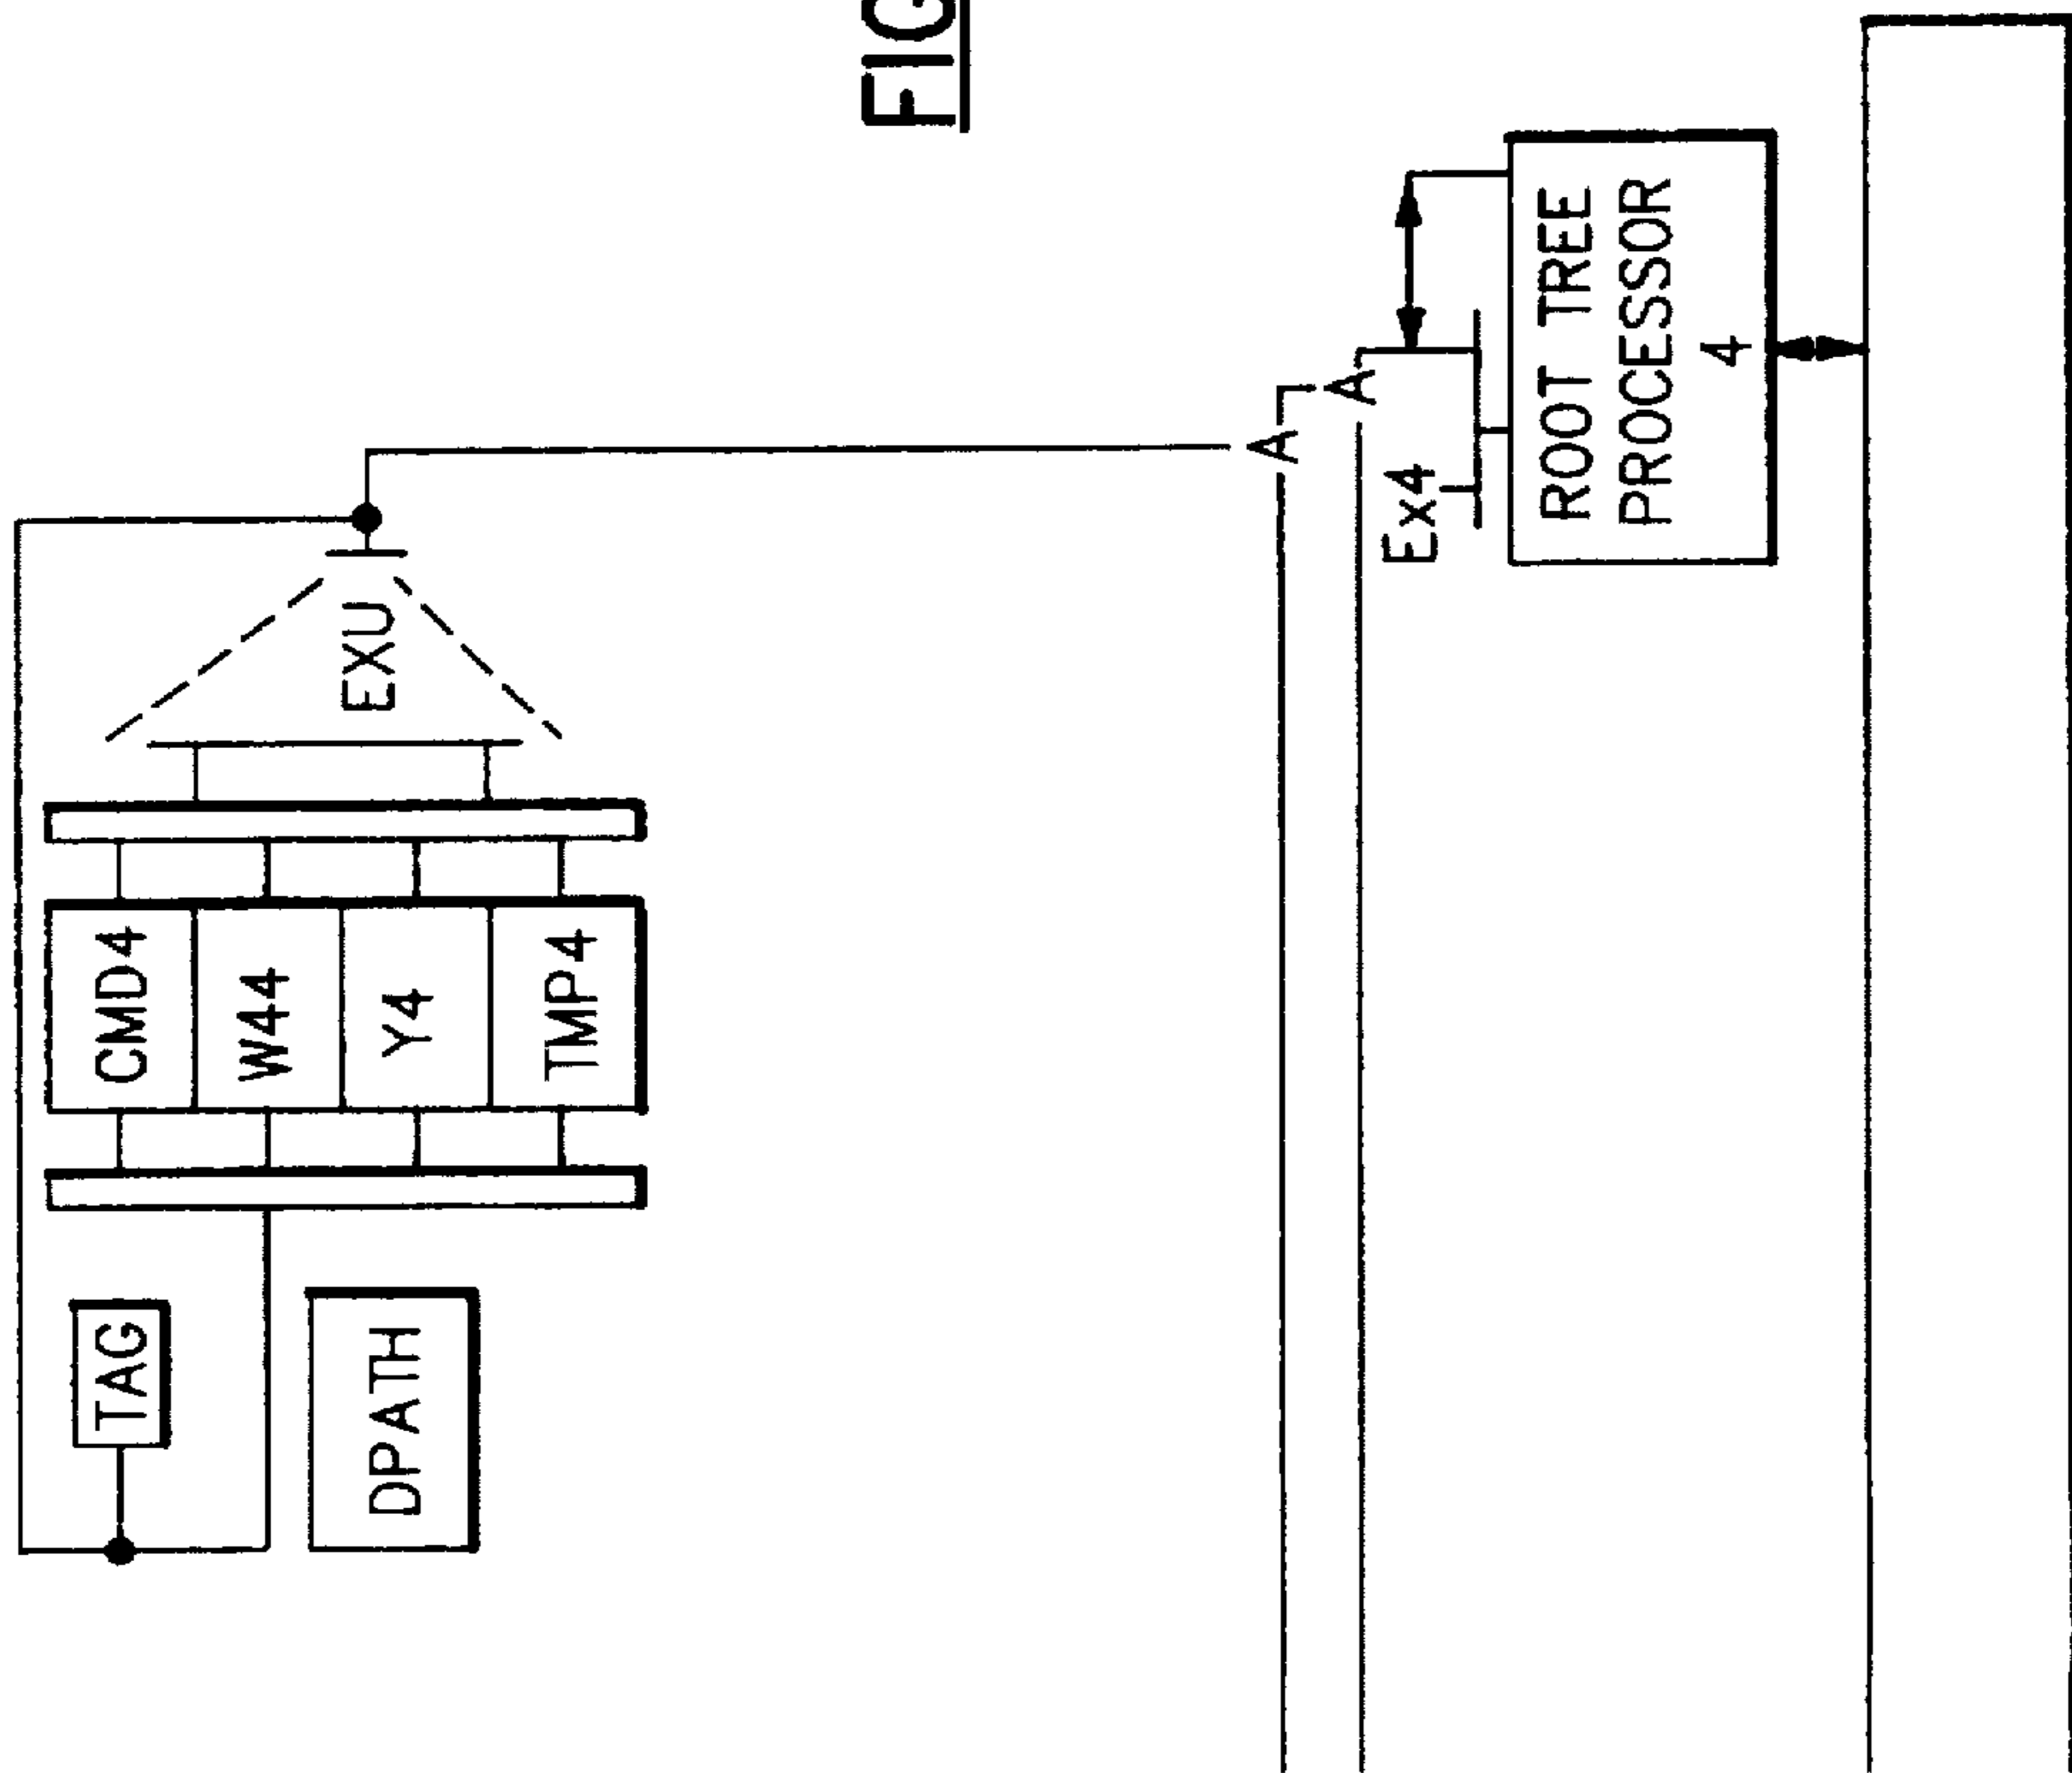 FIG
TAG
DPATH
CMD4
W44
Y4
TMP4
EXU
A
A
Ex4
ROOT TREE
PROCESSOR
4